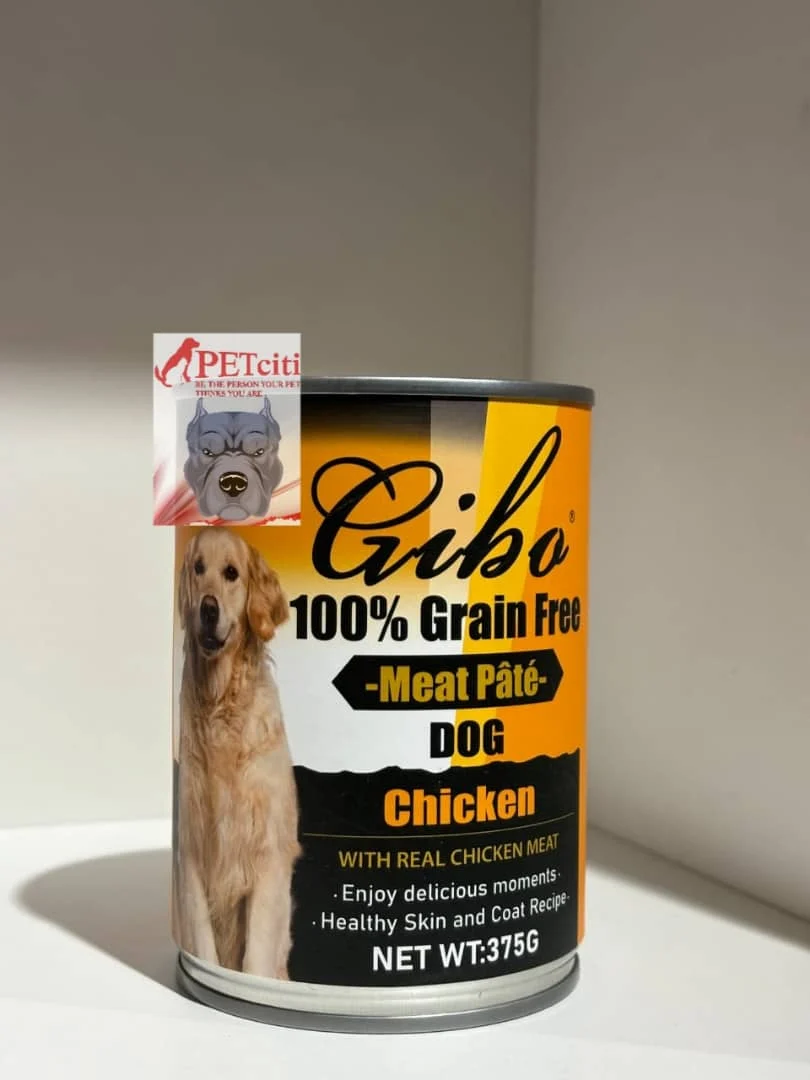 PETciti
BE THE PERSON YOUR PET
THINKS YOU ARE
Gibo®
100% Grain Free
-Meat Pâté-
DOG
Chicken
WITH REAL CHICKEN MEAT
·Enjoy delicious moments·
·Healthy Skin and Coat Recipe·
NET WT:375G